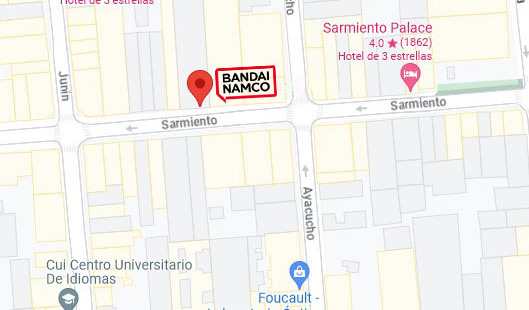 Hotel de 3 estrellas
Sarmiento Palace
4.0 ★ (1862)
Hotel de 3 estrellas
Junín
BANDAI
NAMCO
Sarmiento
Sarmiento
Ayacucho
Cui Centro Universitario
De Idiomas
Foucault -